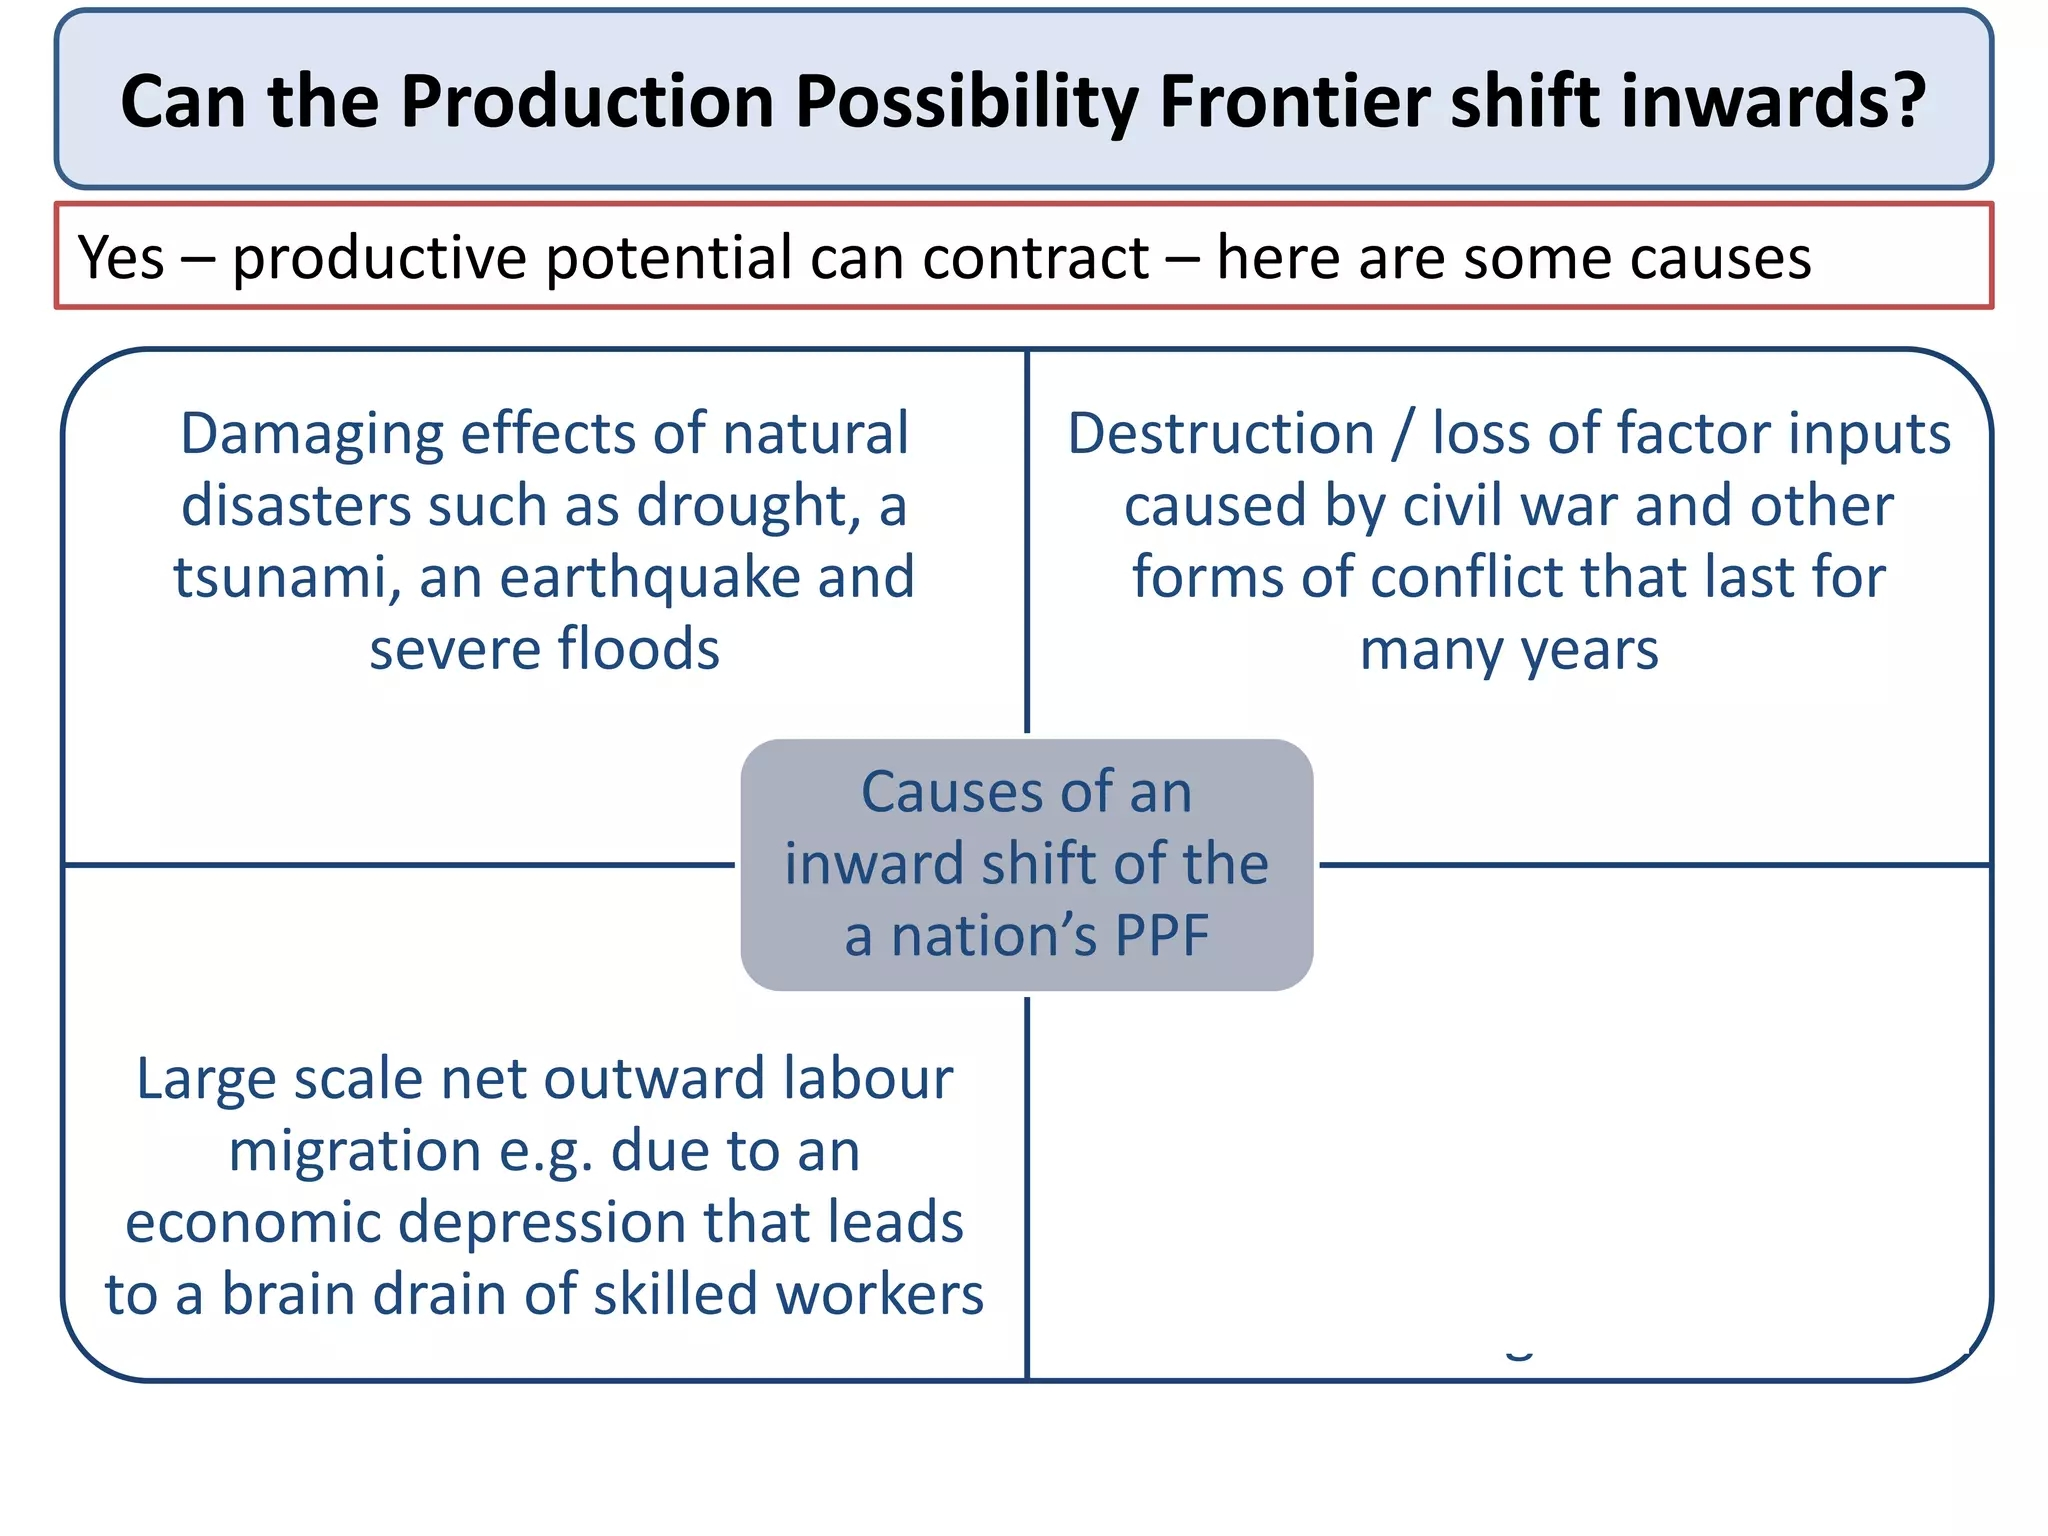 Can the Production Possibility Frontier shift inwards?
Yes – productive potential can contract – here are some causes
Damaging effects of natural
disasters such as drought, a
tsunami, an earthquake and
severe floods
Destruction / loss of factor inputs
caused by civil war and other
forms of conflict that last for
many years
Causes of an
inward shift of the
a nation’s PPF
Large scale net outward labour
migration e.g. due to an
economic depression that leads
to a brain drain of skilled workers